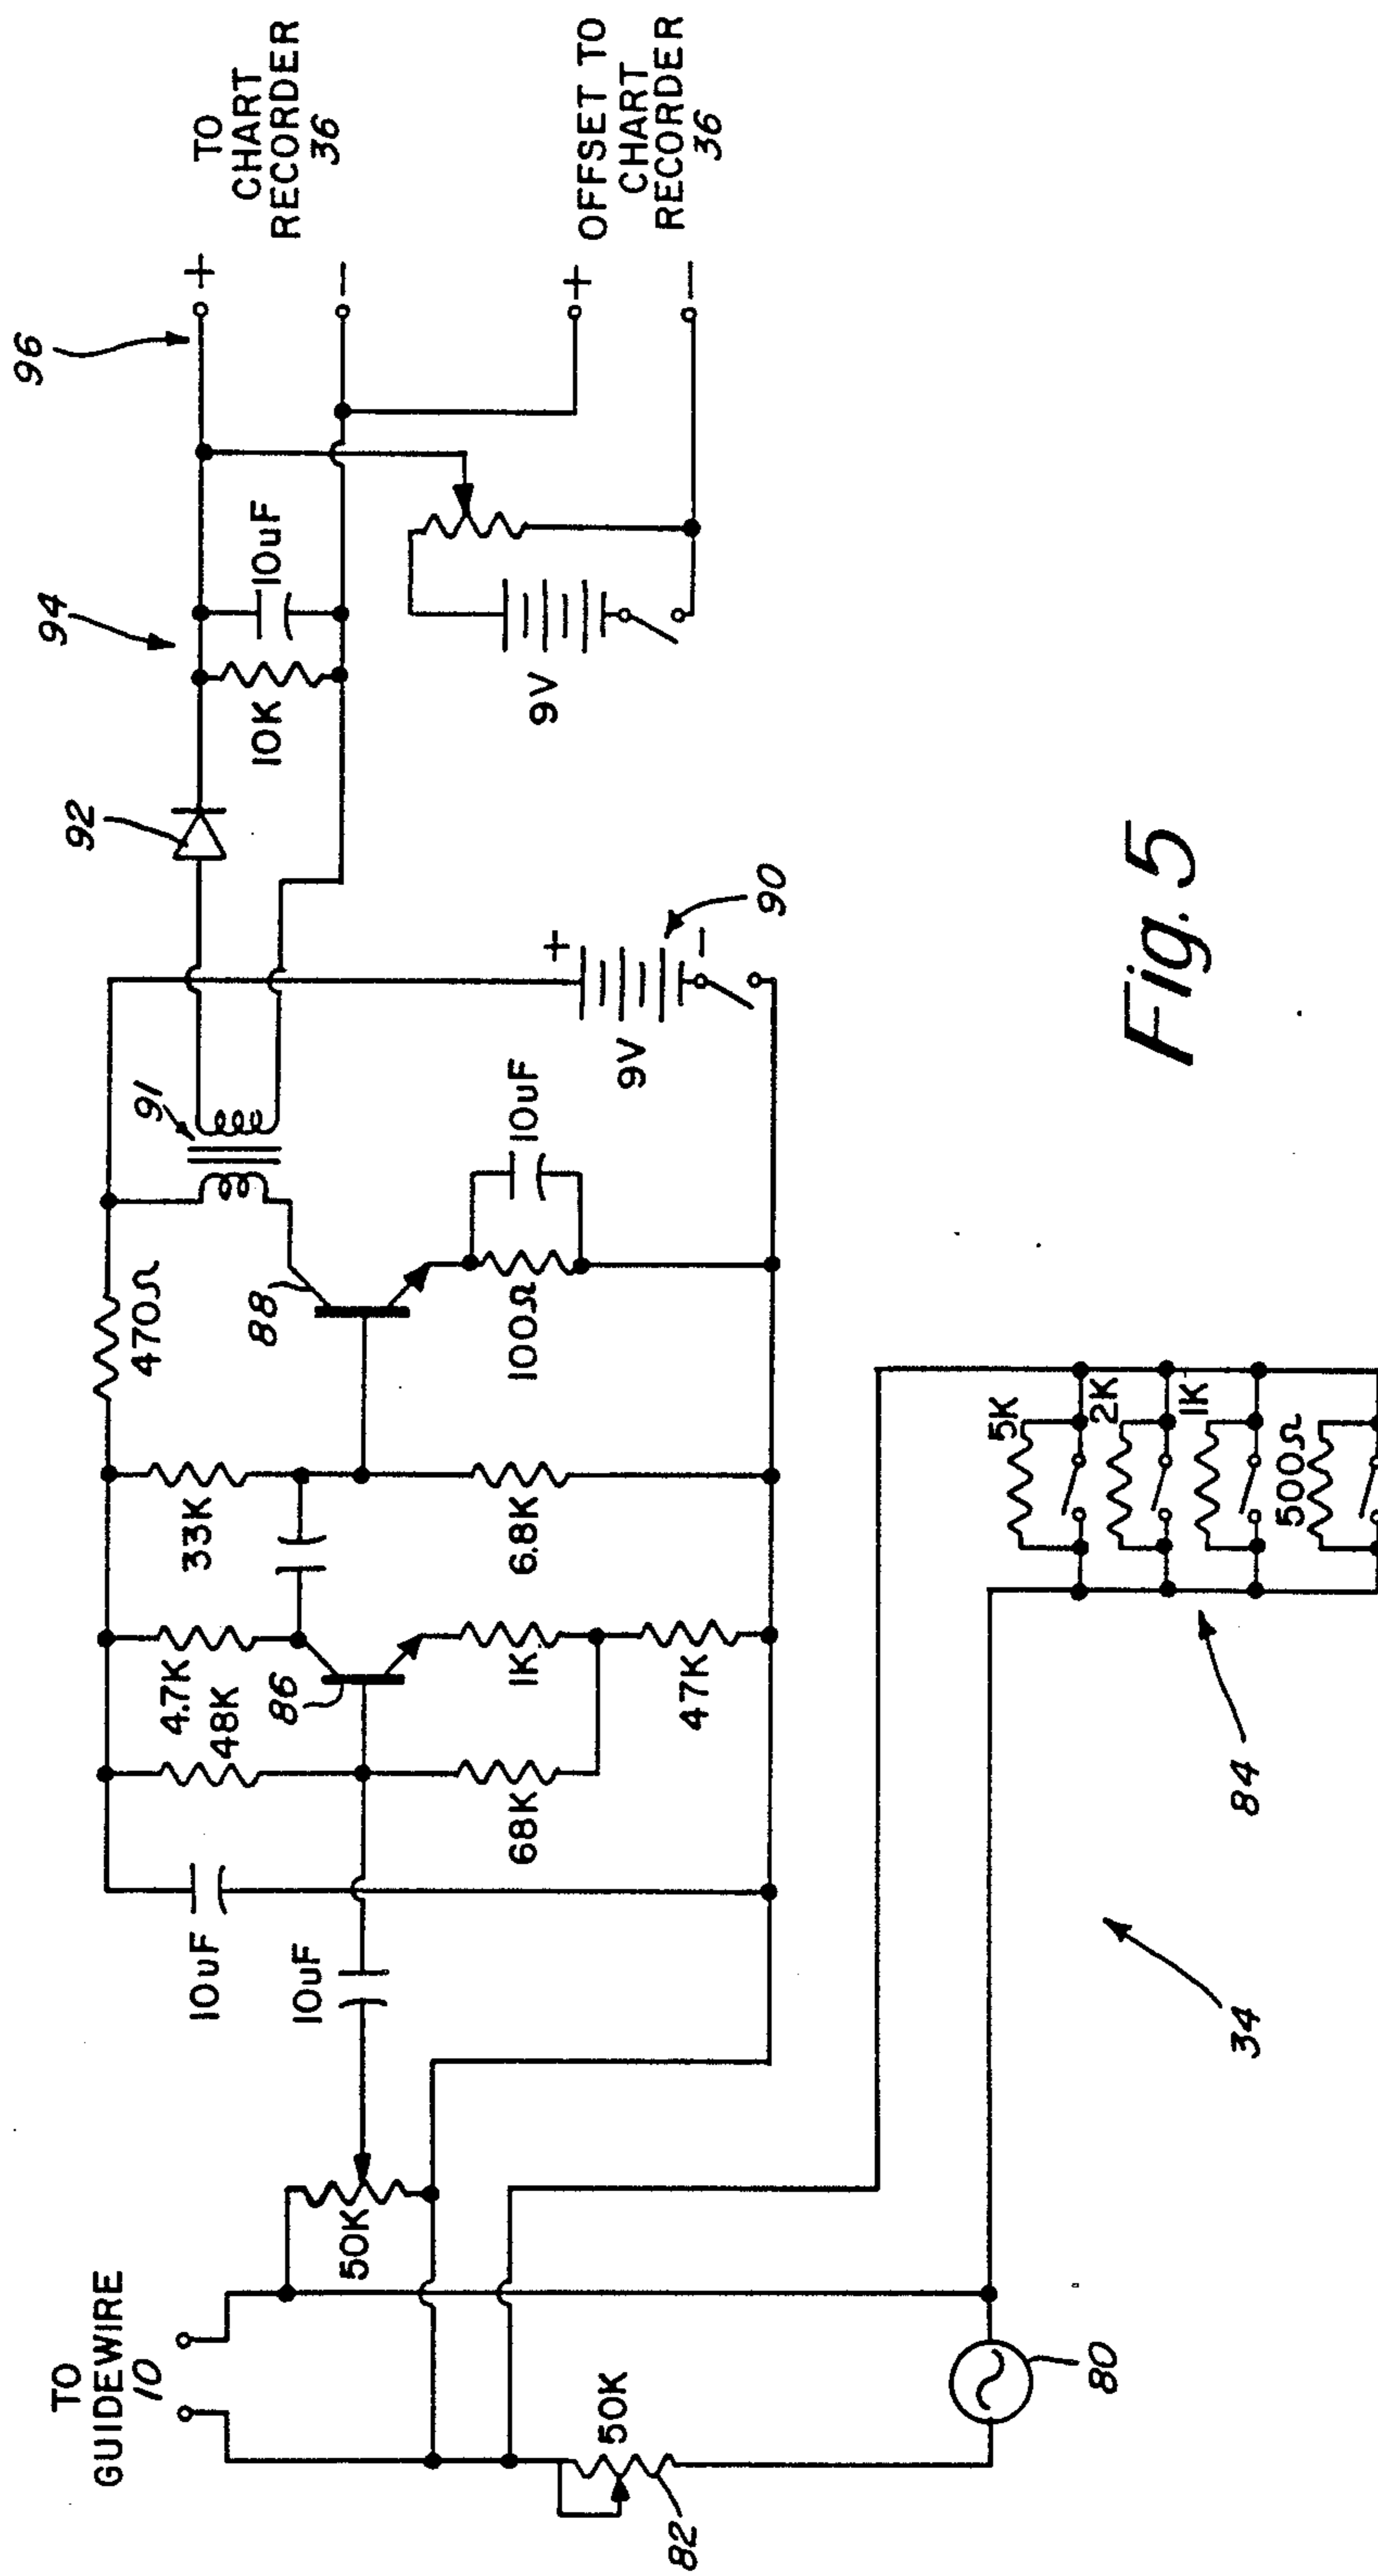 TO
GUIDEWIRE
10
50K
50K
82
80
10uF
10uF
48K
4.7K
86
68K
1K
47K
33K
6.8K
88
470Ω
100Ω
10uF
91
9V
+
-
90
92
94
10K
10uF
9V
96
+
-
TO
CHART
RECORDER
36
+
-
OFFSET TO
CHART
RECORDER
36
5K
2K
1K
500Ω
84
34
Fig. 5